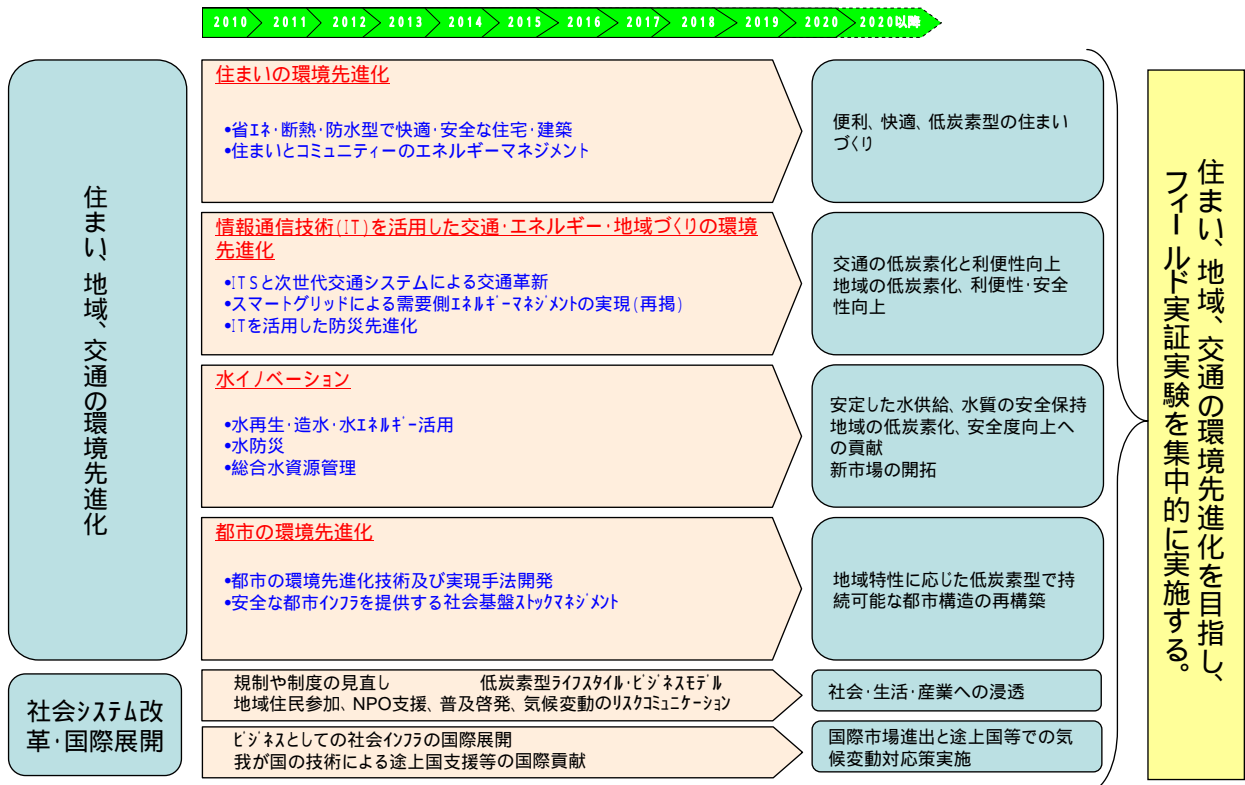 2010 2011 2012 2013 2014 2015 2016 2017 2018 2019 2020 2020以降
住まい、地域、交通の環境先進化
住まいの環境先進化
•省ｴﾈ・断熱・防水型で快適・安全な住宅・建築
•住まいとコミュニティーのエネルギーマネジメント
便利、快適、低炭素型の住まい
づくり
情報通信技術(IT)を活用した交通・エネルギー・地域づくりの環境
先進化
•ITSと次世代交通システムによる交通革新
•スマートグリッドによる需要側ｴﾈﾙｷﾞｰﾏﾈｼﾞﾒﾝﾄの実現(再掲)
•ITを活用した防災先進化
交通の低炭素化と利便性向上
地域の低炭素化、利便性・安全
性向上
水イノベーション
•水再生・造水・水ｴﾈﾙｷﾞｰ活用
•水防災
•総合水資源管理
安定した水供給、水質の安全保持
地域の低炭素化、安全度向上へ
の貢献
新市場の開拓
都市の環境先進化
•都市の環境先進化技術及び実現手法開発
•安全な都市ｲﾝﾌﾗを提供する社会基盤ｽﾄｯｸﾏﾈｼﾞﾒﾝﾄ
地域特性に応じた低炭素型で持
続可能な都市構造の再構築
社会ｼｽﾃﾑ改
革・国際展開
規制や制度の見直し 低炭素型ﾗｲﾌｽﾀｲﾙ・ﾋﾞｼﾞﾈｽﾓﾃﾞﾙ
地域住民参加、NPO支援、普及啓発、気候変動のﾘｽｸｺﾐｭﾆｹｰｼｮﾝ
社会・生活・産業への浸透
ﾋﾞｼﾞﾈｽとしての社会ｲﾝﾌﾗの国際展開
我が国の技術による途上国支援等の国際貢献
国際市場進出と途上国等での気
候変動対応策実施
住まい、地域、交通の環境先進化を目指し、
フィールド実証実験を集中的に実施する。